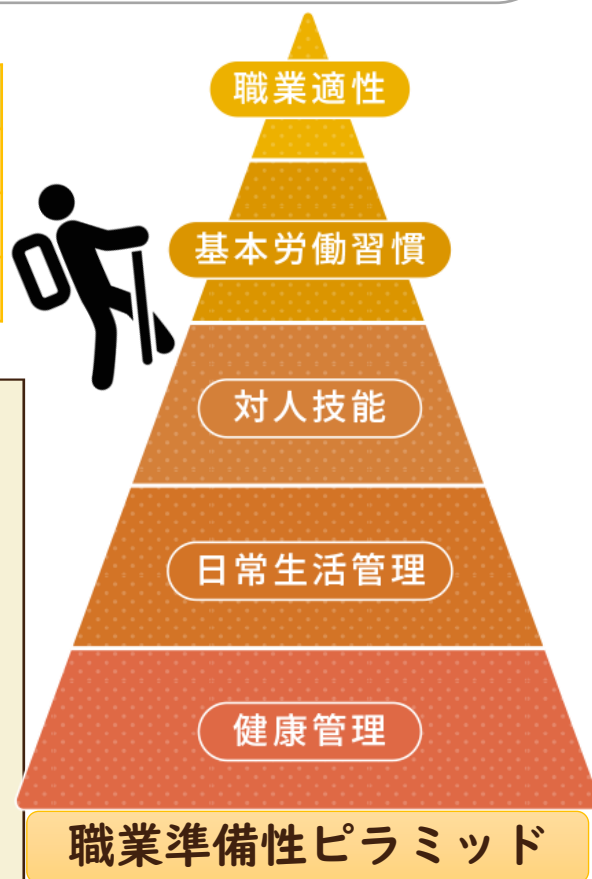 職業適性
基本労働習慣
対人技能
日常生活管理
健康管理
職業準備性ピラミッド